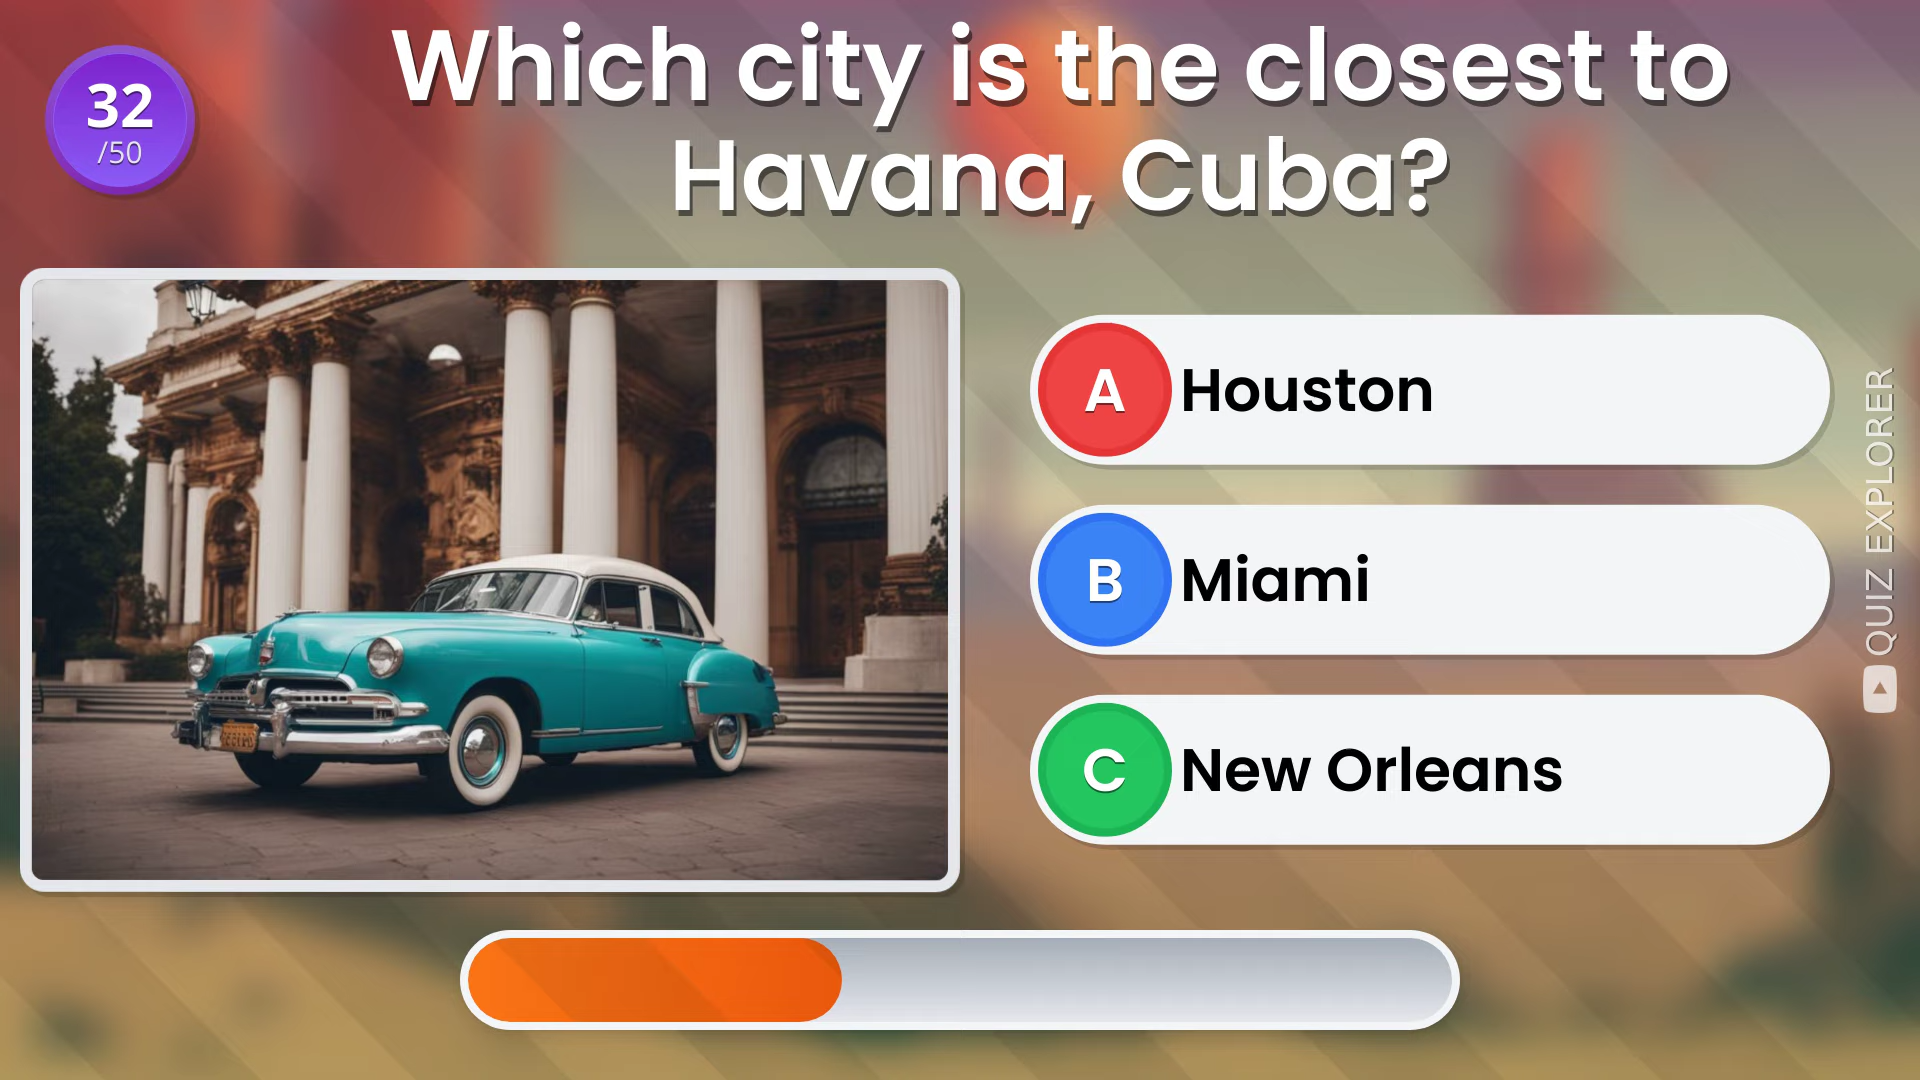 32
/50
Which city is the closest to
Havana, Cuba?
A Houston
B Miami
C New Orleans
QUIZ EXPLORER